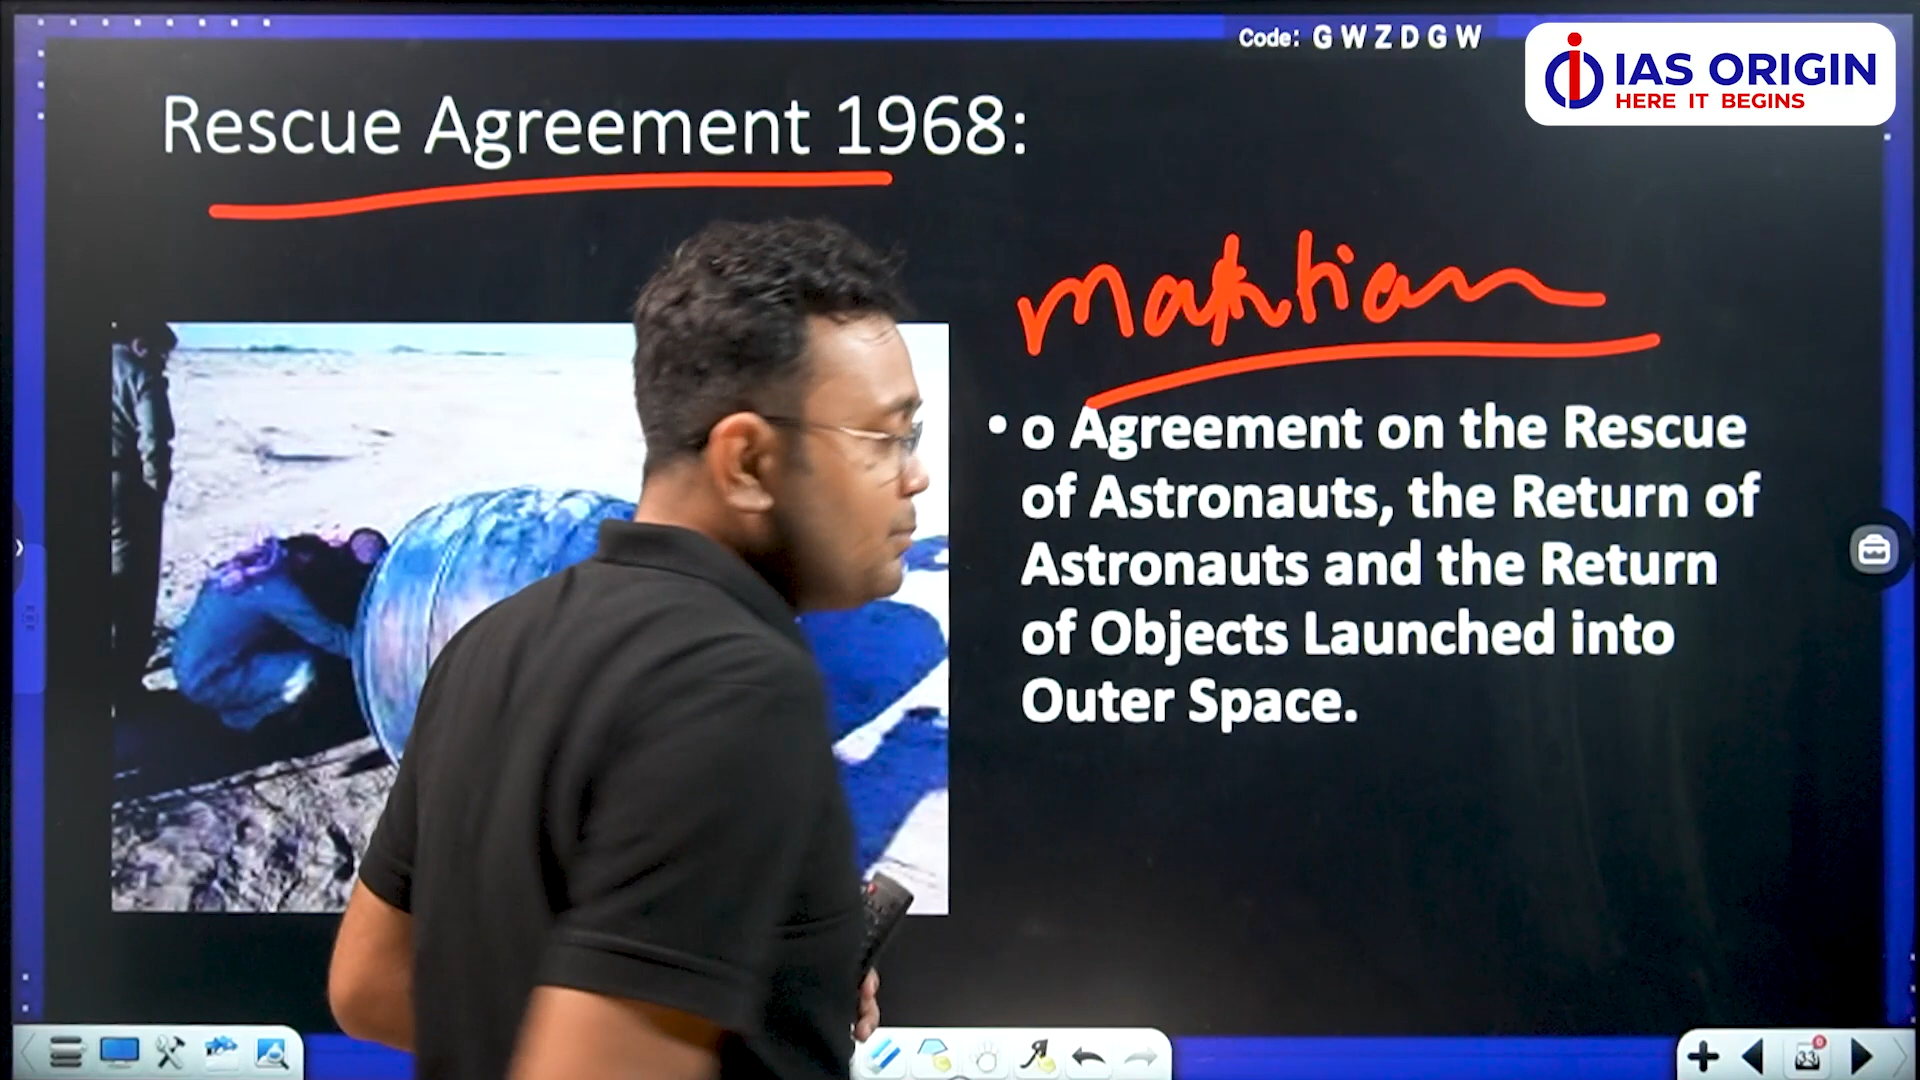 Code: G W Z D G W
IAS ORIGIN
HERE IT BEGINS
Rescue Agreement 1968:
• o Agreement on the Rescue
of Astronauts, the Return of
Astronauts and the Return
of Objects Launched into
Outer Space.
33